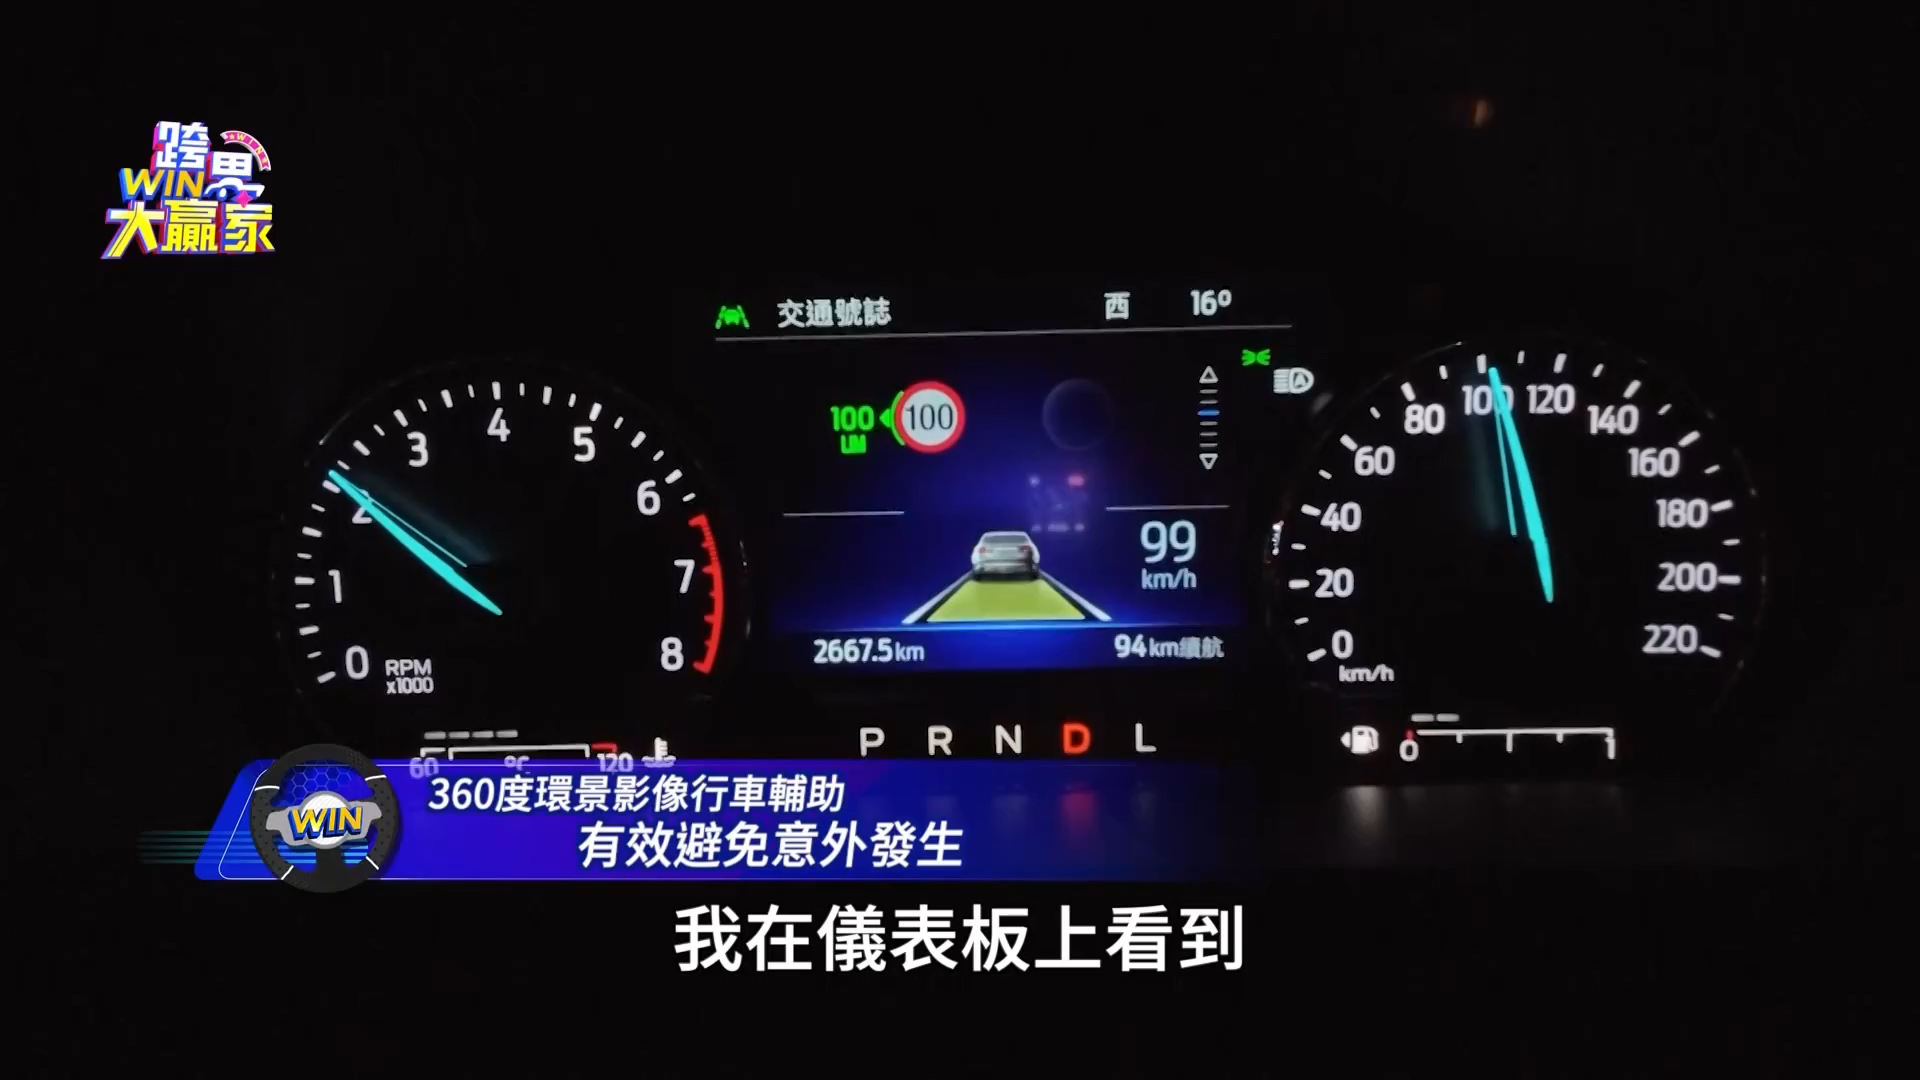 跨界
WIN
大贏家
交通號誌 西 16°
100
LIM
100
99
km/h
2667.5km 94km續航
0 1 2 3 4 5 6 7 8
RPM
x1000
0 20 40 60 80 100 120 140 160 180 200 220
km/h
P R N D L
60 °C 120
0 1
WIN
360度環景影像行車輔助
有效避免意外發生
我在儀表板上看到